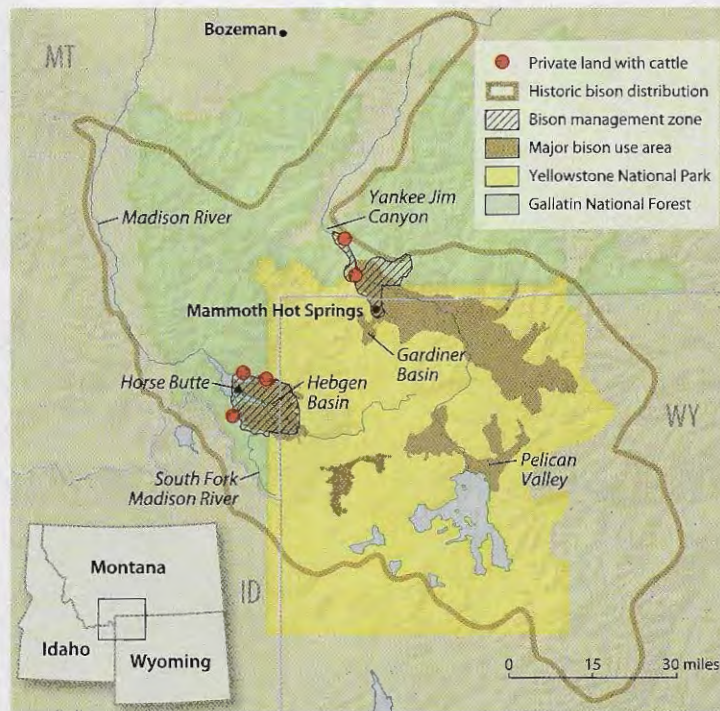 Bozeman
MT
Private land with cattle
Historic bison distribution
Bison management zone
Major bison use area
Yellowstone National Park
Gallatin National Forest
Yankee Jim
Canyon
Madison River
Mammoth Hot Springs
Gardiner
Basin
Horse Butte
Hebgen
Basin
WY
Pelican
Valley
South Fork
Madison River
ID
Montana
Idaho
Wyoming
0 15 30 miles